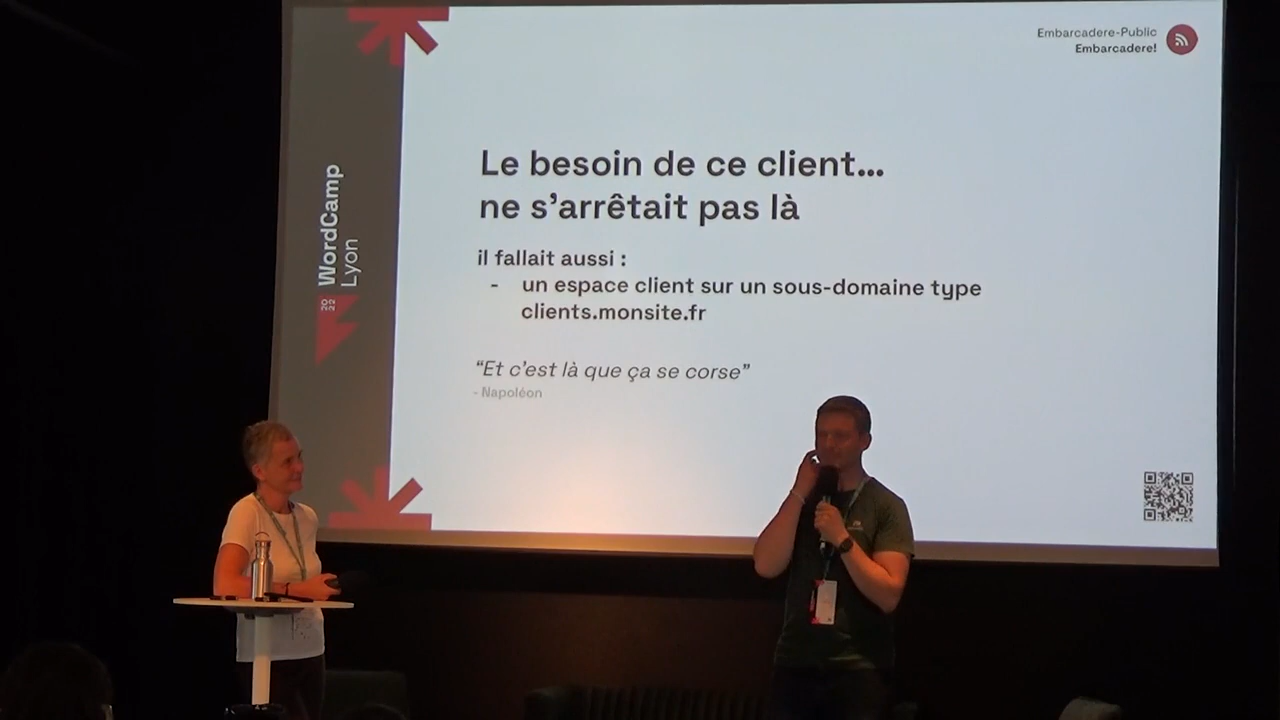 Embarcadere-Public
Embarcadere!
WordCamp
Lyon
2022
Le besoin de ce client...
ne s'arrêtait pas là
il fallait aussi :
- un espace client sur un sous-domaine type
clients.monsite.fr
"Et c'est là que ça se corse"
- Napoléon